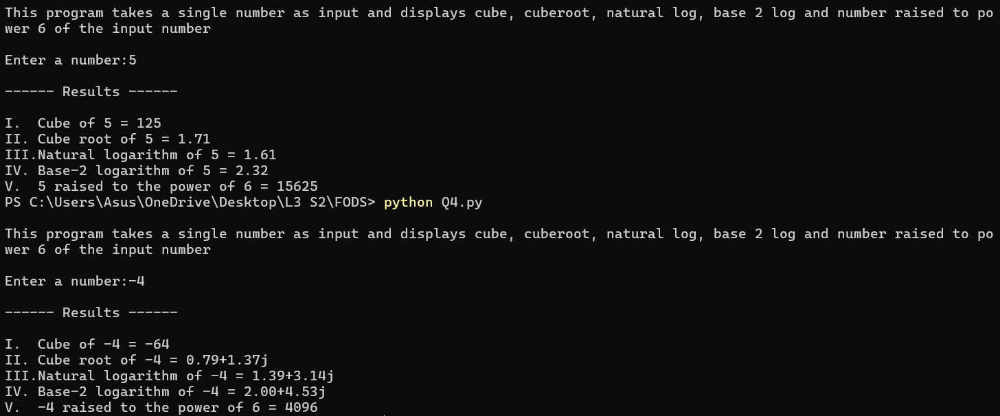 This program takes a single number as input and displays cube, cuberoot, natural log, base 2 log and number raised to po
wer 6 of the input number
Enter a number:5
------ Results ------
I.  Cube of 5 = 125
II. Cube root of 5 = 1.71
III.Natural logarithm of 5 = 1.61
IV. Base-2 logarithm of 5 = 2.32
V.  5 raised to the power of 6 = 15625
PS C:\Users\Asus\OneDrive\Desktop\L3 S2\FODS> python Q4.py
This program takes a single number as input and displays cube, cuberoot, natural log, base 2 log and number raised to po
wer 6 of the input number
Enter a number:-4
------ Results ------
I.  Cube of -4 = -64
II. Cube root of -4 = 0.79+1.37j
III.Natural logarithm of -4 = 1.39+3.14j
IV. Base-2 logarithm of -4 = 2.00+4.53j
V.  -4 raised to the power of 6 = 4096